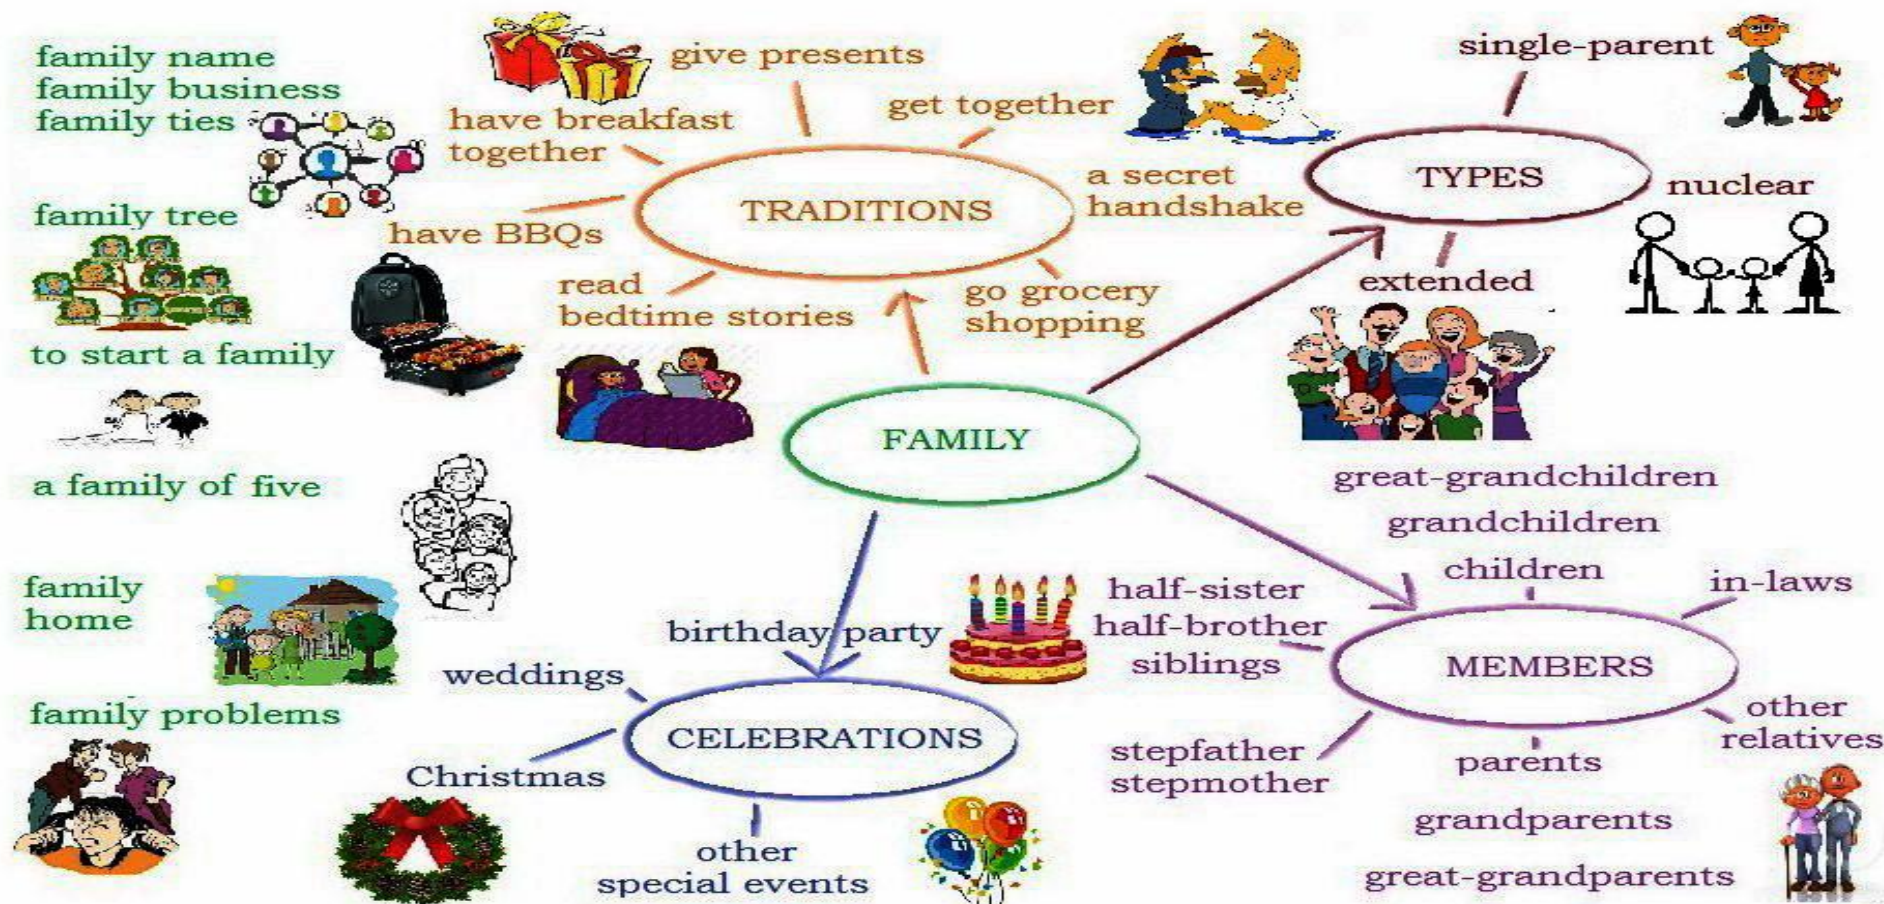 family name
family business
family ties
family tree
to start a family
a family of five
family
home
family problems
give presents
get together
have breakfast
together
a secret
handshake
TRADITIONS
have BBQs
read
bedtime stories
go grocery
shopping
single-parent
TYPES
nuclear
extended
FAMILY
great-grandchildren
grandchildren
children
in-laws
half-sister
half-brother
siblings
MEMBERS
other
relatives
stepfather
stepmother
parents
grandparents
great-grandparents
birthday party
weddings
CELEBRATIONS
Christmas
other
special events